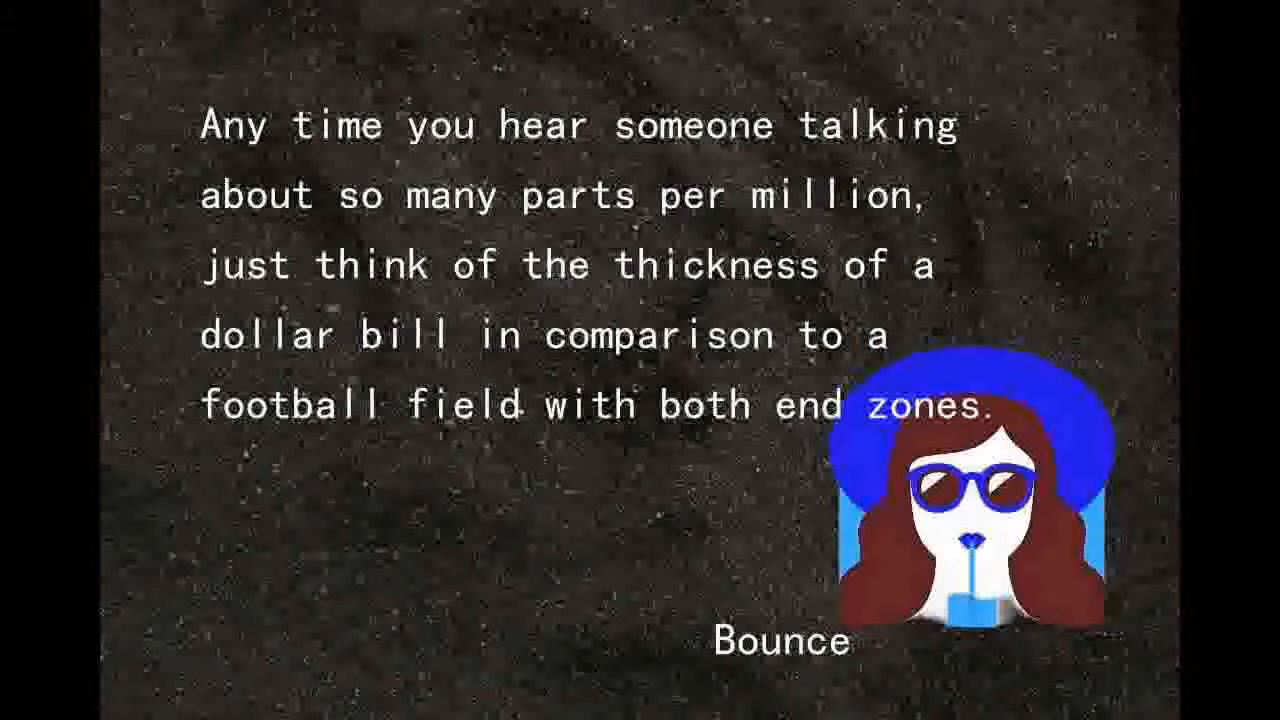 Any time you hear someone talking
about so many parts per million,
just think of the thickness of a
dollar bill in comparison to a
football field with both end zones.
Bounce